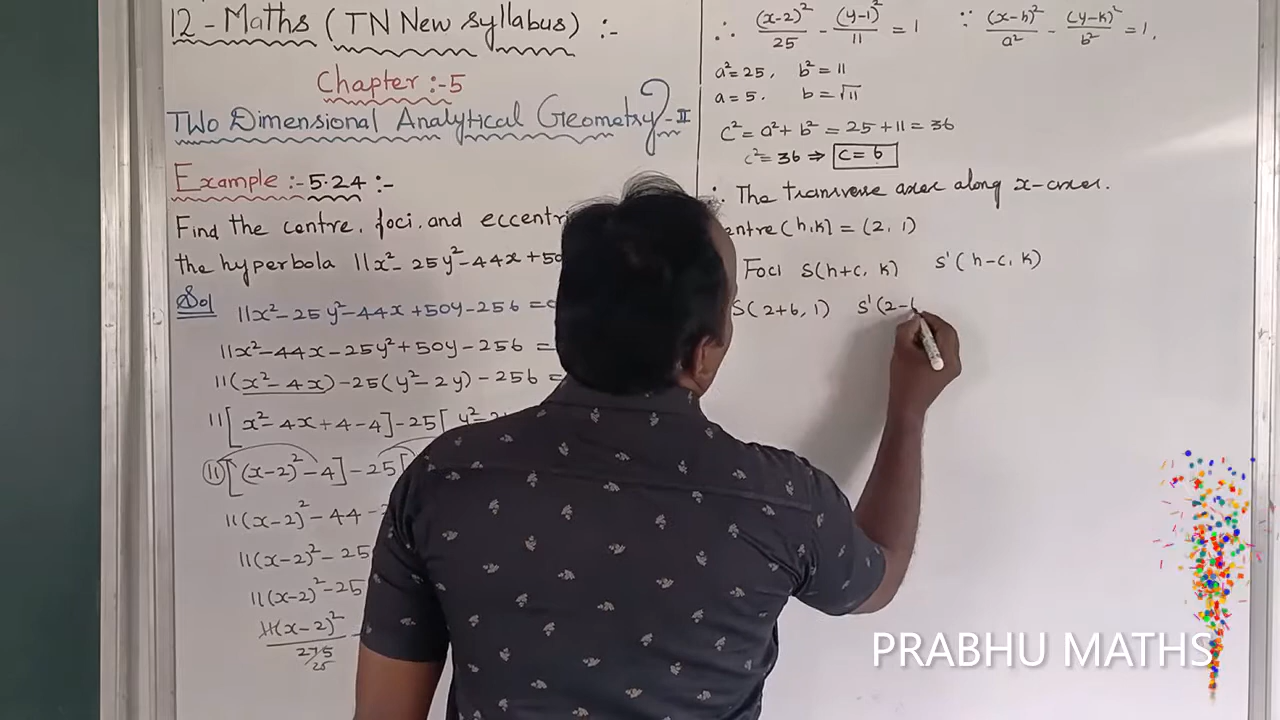 12 - Maths ( TN New syllabus) :-
Chapter :- 5
TWo Dimensional Analytical Geometry - II
Example :- 5.24 :-
Find the centre, foci, and
the hyperbola 11x² - 25y² - 44x + 50
Sol
11x² - 25y² - 44x + 50y - 256 =
11x² - 44x - 25y² + 50y - 256 =
11(x² - 4x) - 25(y² - 2y) - 256 =
11[x² - 4x + 4 - 4] - 25[
11[(x-2)² - 4] - 25[
11(x-2)² - 44 -
11(x-2)² - 25
11(x-2)² - 25
11(x-2)²
275
25
∴ (x-2)²/25 - (y-1)²/11 = 1 ∵ (x-h)²/a² - (y-k)²/b² = 1.
a² = 25, b² = 11
a = 5. b = √11
c² = a² + b² = 25 + 11 = 36
c² = 36 ⇒ c = 6
∴ The transverse axes along x-axes.
(h, k) = (2, 1)
Foci S(h+c, k) S'(h-c, k)
S(2+6, 1) S'(2-
PRABHU MATHS